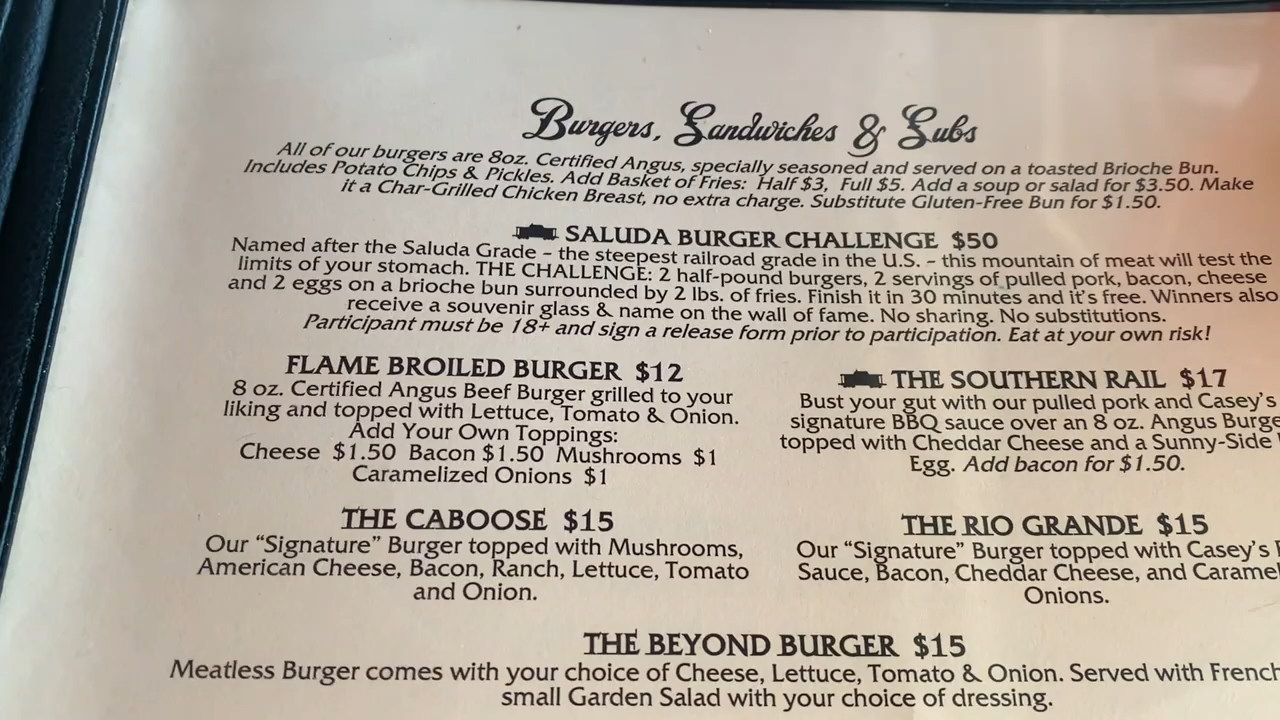 Burgers, Sandwiches & Subs
All of our burgers are 8oz. Certified Angus, specially seasoned and served on a toasted Brioche Bun.
Includes Potato Chips & Pickles. Add Basket of Fries: Half $3, Full $5. Add a soup or salad for $3.50. Make
it a Char-Grilled Chicken Breast, no extra charge. Substitute Gluten-Free Bun for $1.50.
SALUDA BURGER CHALLENGE $50
Named after the Saluda Grade - the steepest railroad grade in the U.S. - this mountain of meat will test the
limits of your stomach. THE CHALLENGE: 2 half-pound burgers, 2 servings of pulled pork, bacon, cheese
and 2 eggs on a brioche bun surrounded by 2 lbs. of fries. Finish it in 30 minutes and it's free. Winners also
receive a souvenir glass & name on the wall of fame. No sharing. No substitutions.
Participant must be 18+ and sign a release form prior to participation. Eat at your own risk!
FLAME BROILED BURGER $12
8 oz. Certified Angus Beef Burger grilled to your
liking and topped with Lettuce, Tomato & Onion.
Add Your Own Toppings:
Cheese $1.50 Bacon $1.50 Mushrooms $1
Caramelized Onions $1
THE SOUTHERN RAIL $17
Bust your gut with our pulled pork and Casey's
signature BBQ sauce over an 8 oz. Angus Burge
topped with Cheddar Cheese and a Sunny-Side
Egg. Add bacon for $1.50.
THE CABOOSE $15
Our “Signature” Burger topped with Mushrooms,
American Cheese, Bacon, Ranch, Lettuce, Tomato
and Onion.
THE RIO GRANDE $15
Our “Signature” Burger topped with Casey's
Sauce, Bacon, Cheddar Cheese, and Caramel
Onions.
THE BEYOND BURGER $15
Meatless Burger comes with your choice of Cheese, Lettuce, Tomato & Onion. Served with French
small Garden Salad with your choice of dressing.